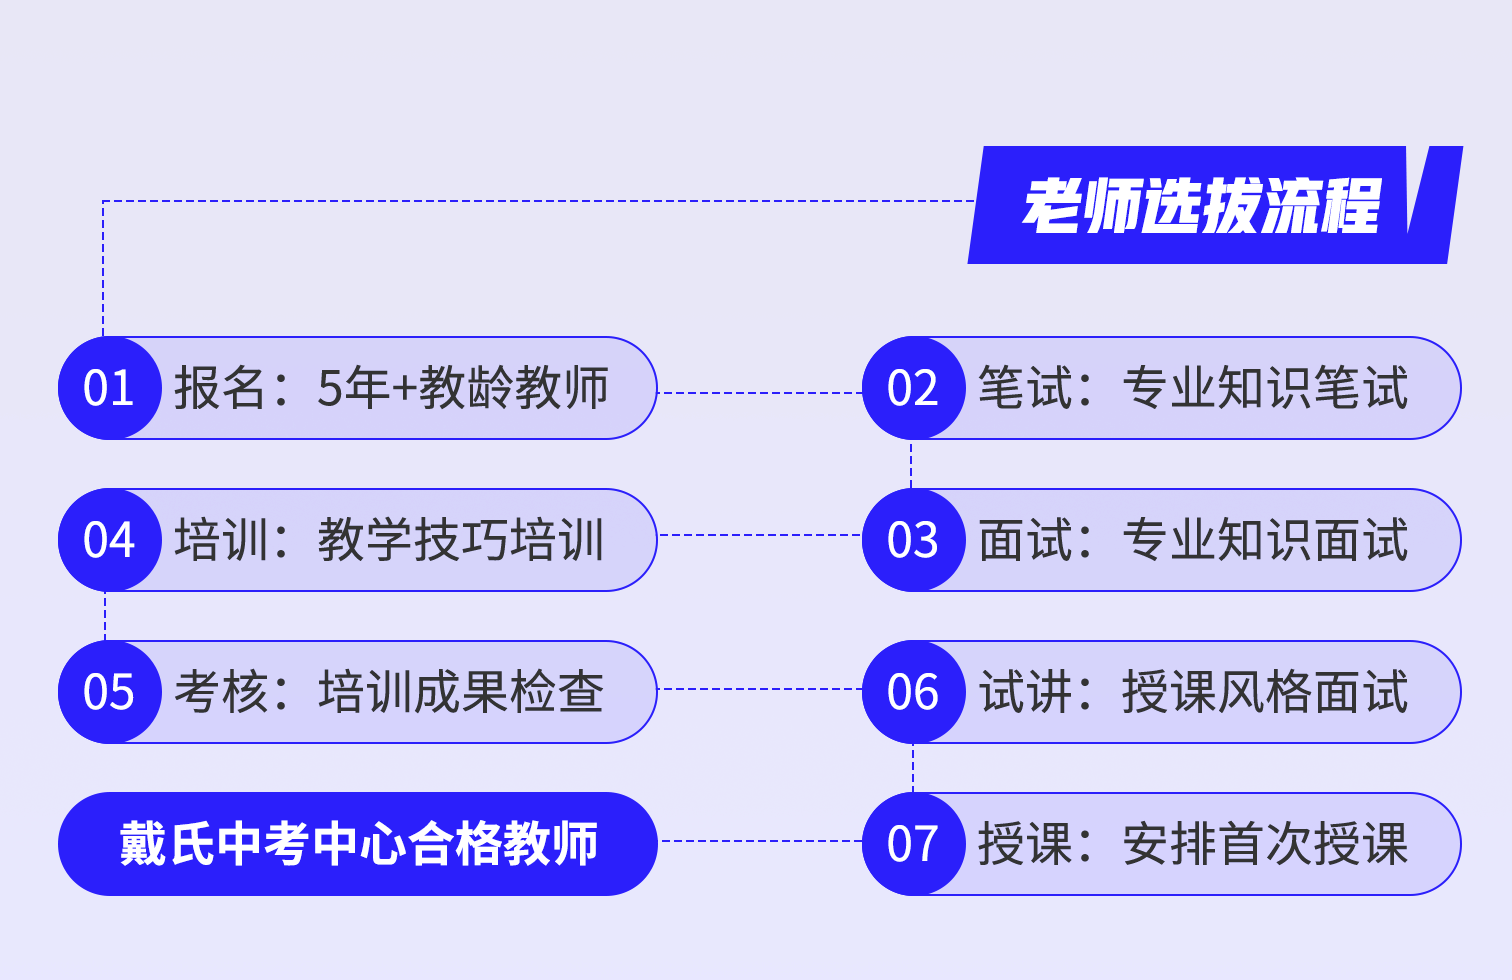 老师选拔流程
01 报名：5年+教龄教师
02 笔试：专业知识笔试
03 面试：专业知识面试
04 培训：教学技巧培训
05 考核：培训成果检查
06 试讲：授课风格面试
07 授课：安排首次授课
戴氏中考中心合格教师